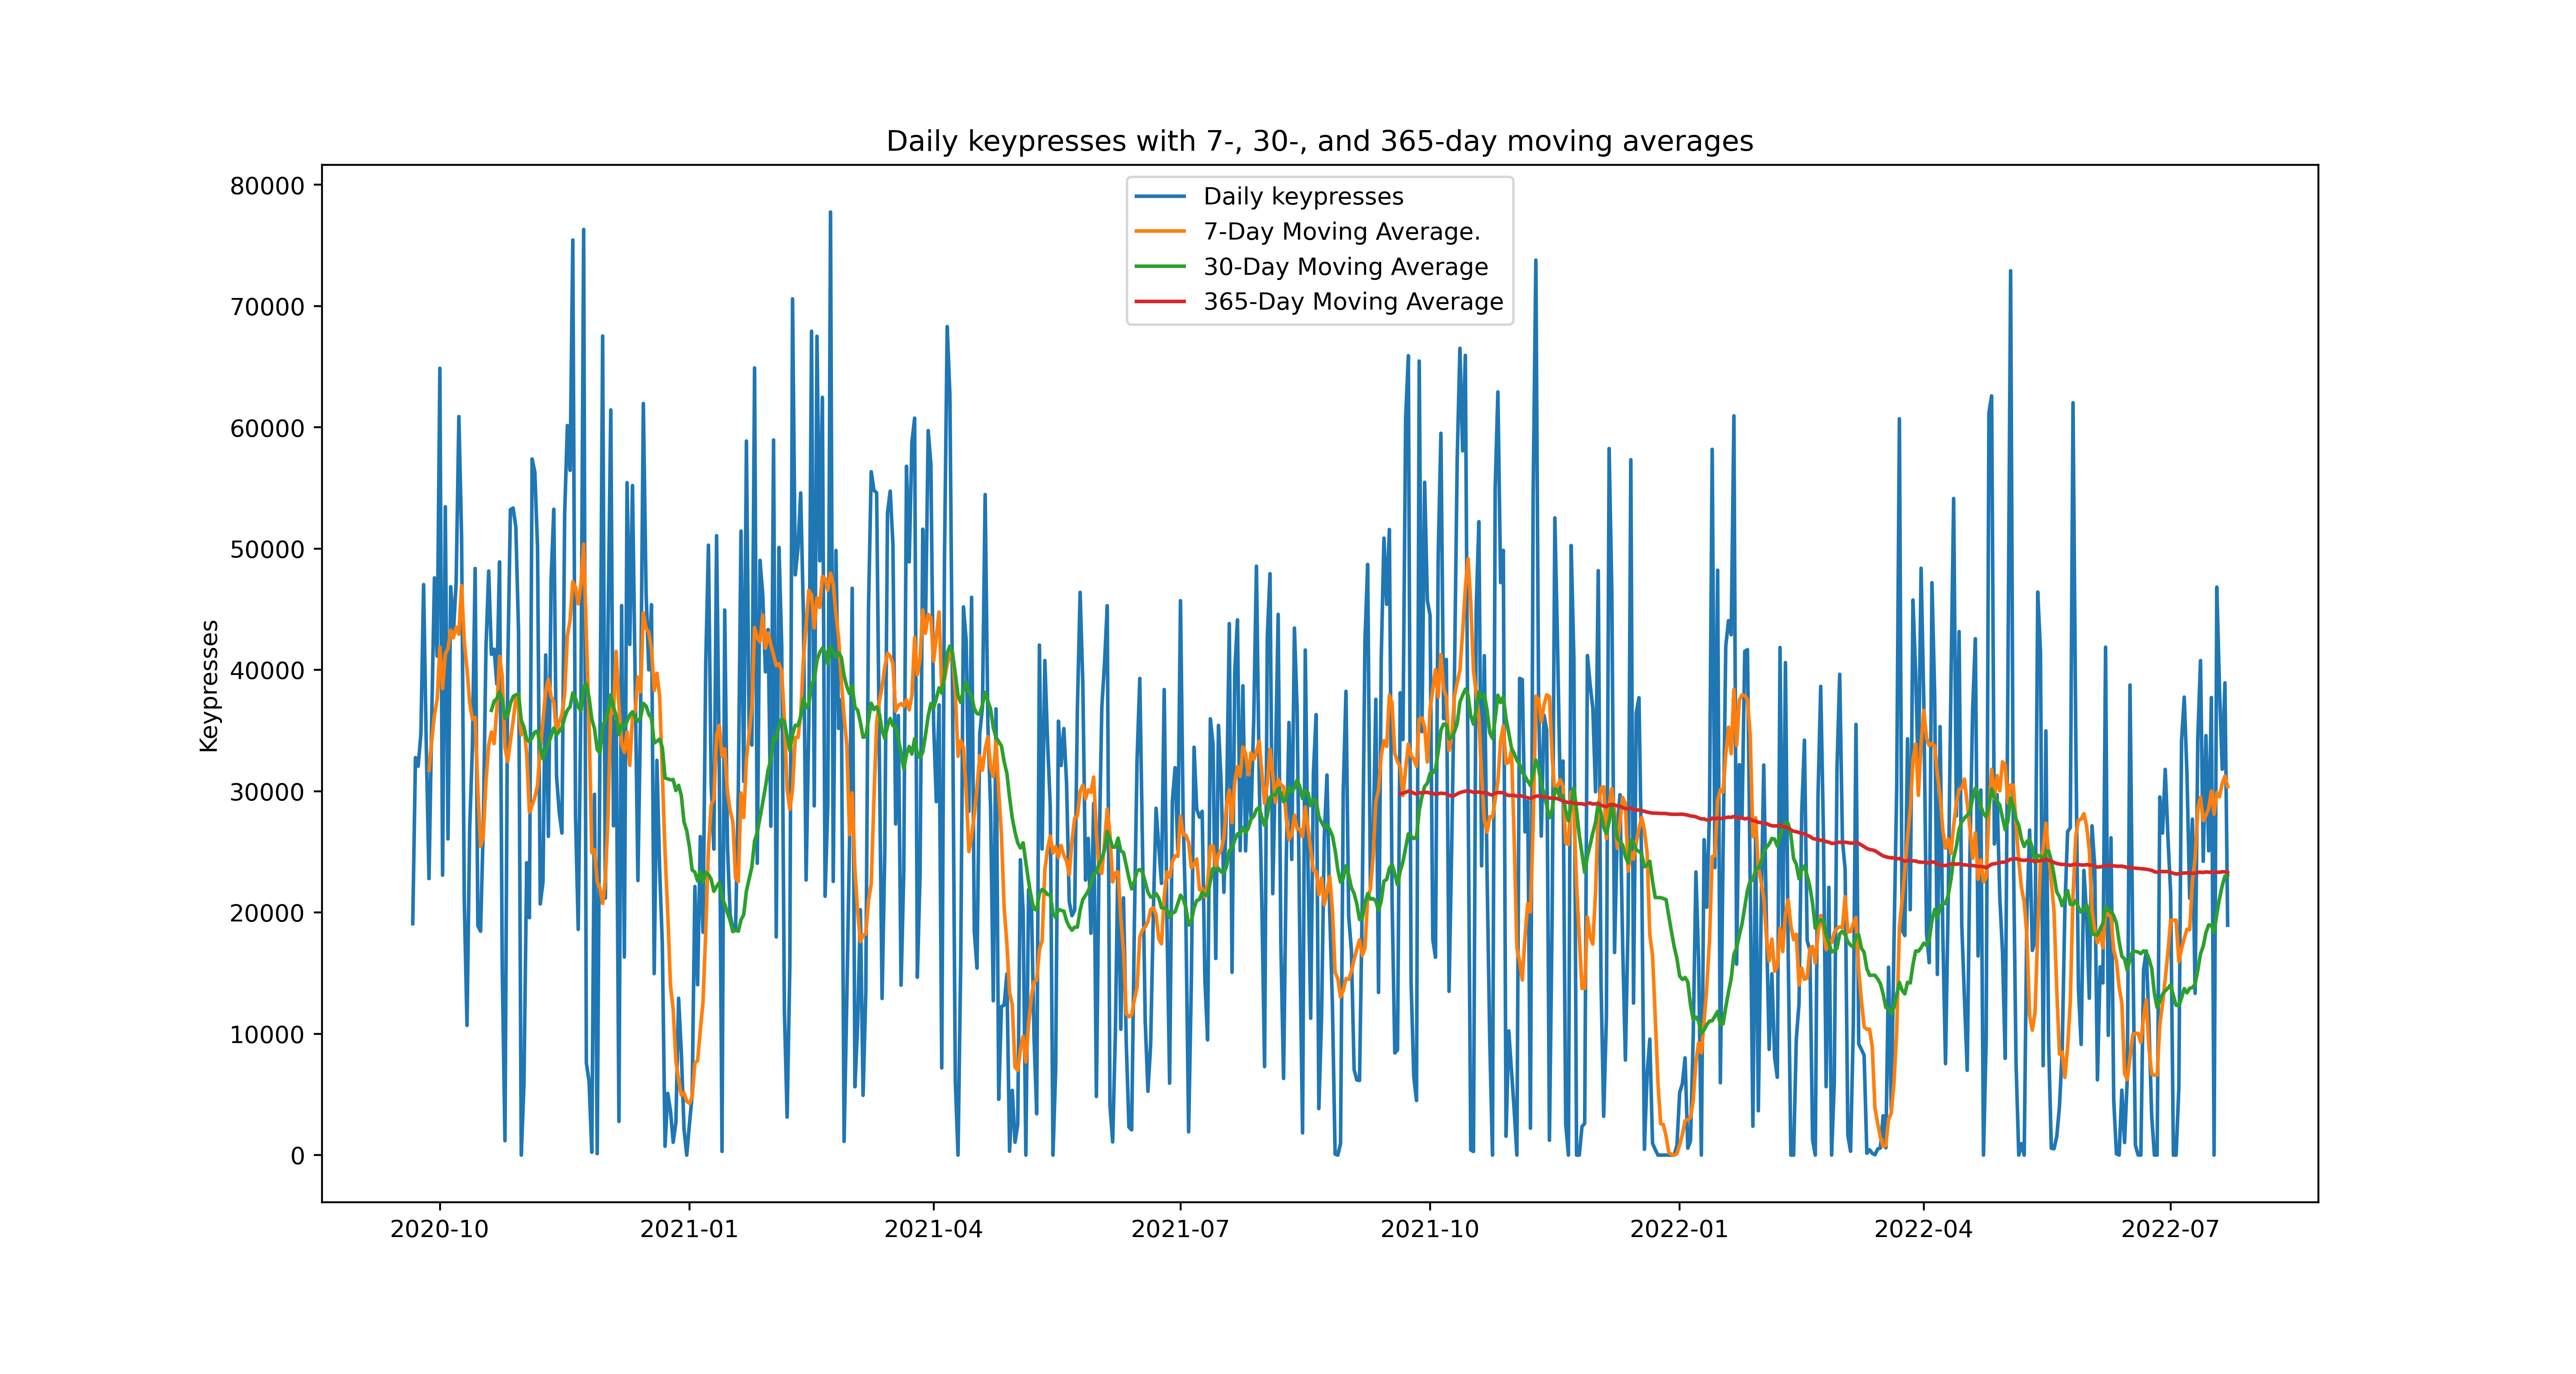 Daily keypresses with 7-, 30-, and 365-day moving averages
Daily keypresses
7-Day Moving Average.
30-Day Moving Average
365-Day Moving Average
Keypresses
80000
70000
60000
50000
40000
30000
20000
10000
0
2020-10 2021-01 2021-04 2021-07 2021-10 2022-01 2022-04 2022-07